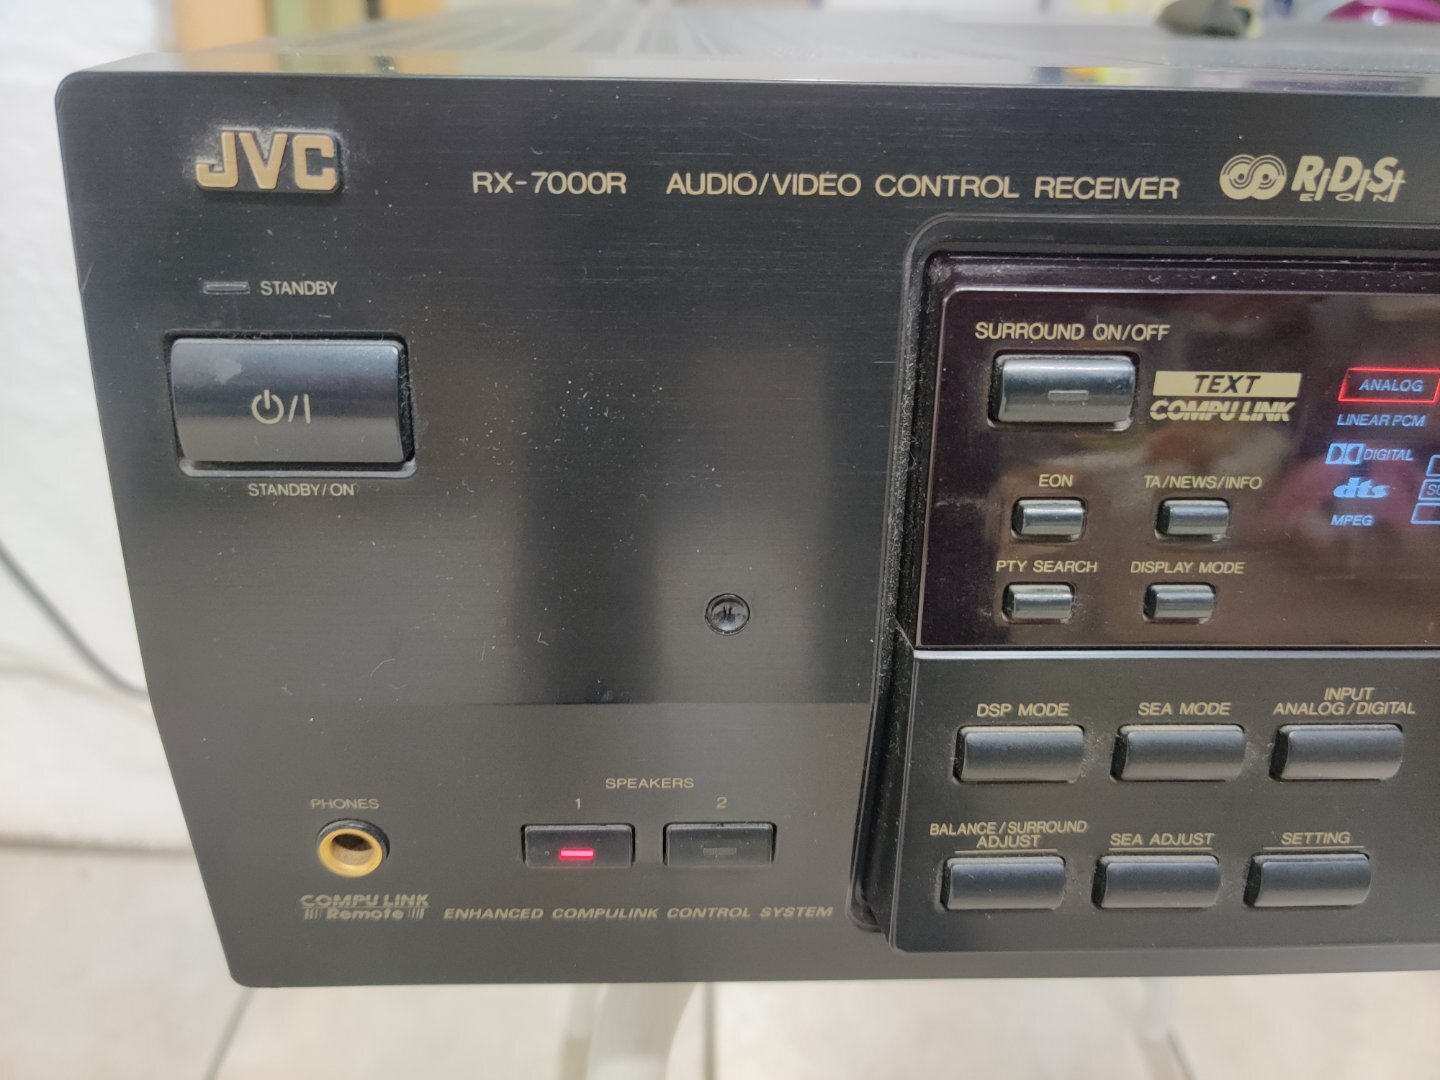 JVC
RX-7000R AUDIO/VIDEO CONTROL RECEIVER
R.D.S.
EON
STANDBY
STANDBY/ON
SURROUND ON/OFF
TEXT
COMPU LINK
ANALOG
LINEAR PCM
DIGITAL
dts
MPEG
EON
TA/NEWS/INFO
PTY SEARCH
DISPLAY MODE
DSP MODE
SEA MODE
INPUT
ANALOG/DIGITAL
BALANCE/SURROUND
ADJUST
SEA ADJUST
SETTING
SPEAKERS
1
2
PHONES
COMPU LINK
Remote
ENHANCED COMPULINK CONTROL SYSTEM